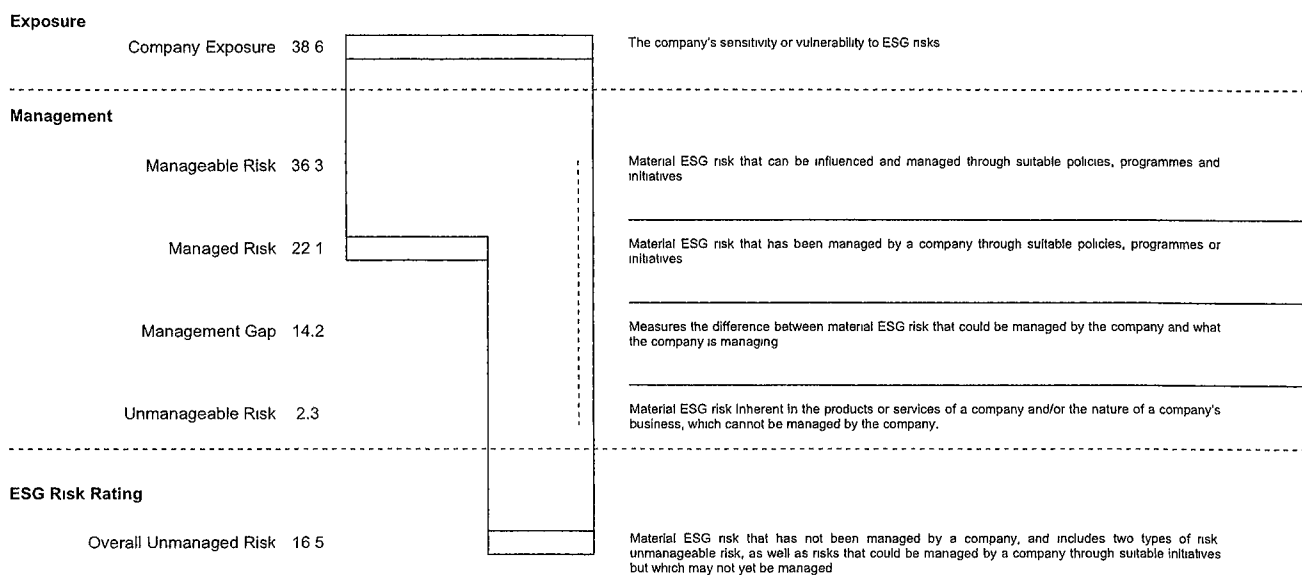 Exposure
Company Exposure 38 6
The company's sensitivity or vulnerability to ESG risks
Management
Manageable Risk 36 3
Material ESG risk that can be influenced and managed through suitable policies, programmes and
initiatives
Managed Risk 22 1
Material ESG risk that has been managed by a company through suitable policies, programmes or
initiatives
Management Gap 14.2
Measures the difference between material ESG risk that could be managed by the company and what
the company is managing
Unmanageable Risk 2.3
Material ESG risk inherent in the products or services of a company and/or the nature of a company's
business, which cannot be managed by the company.
ESG Risk Rating
Overall Unmanaged Risk 16 5
Material ESG risk that has not been managed by a company, and includes two types of risk
unmanageable risk, as well as risks that could be managed by a company through suitable initiatives
but which may not yet be managed